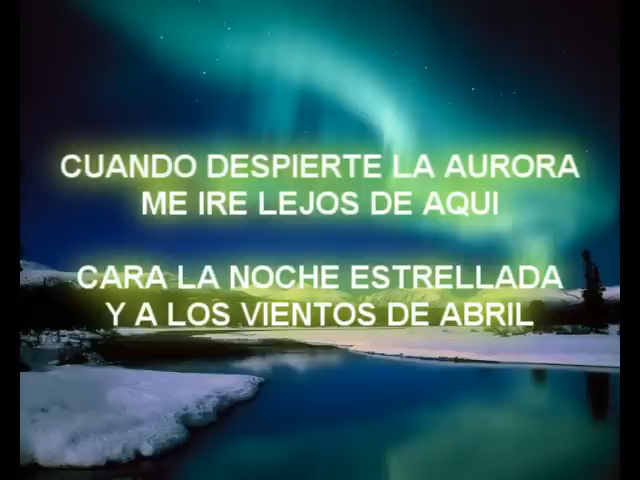 CUANDO DESPIERTE LA AURORA
ME IRE LEJOS DE AQUI
CARA LA NOCHE ESTRELLADA
Y A LOS VIENTOS DE ABRIL